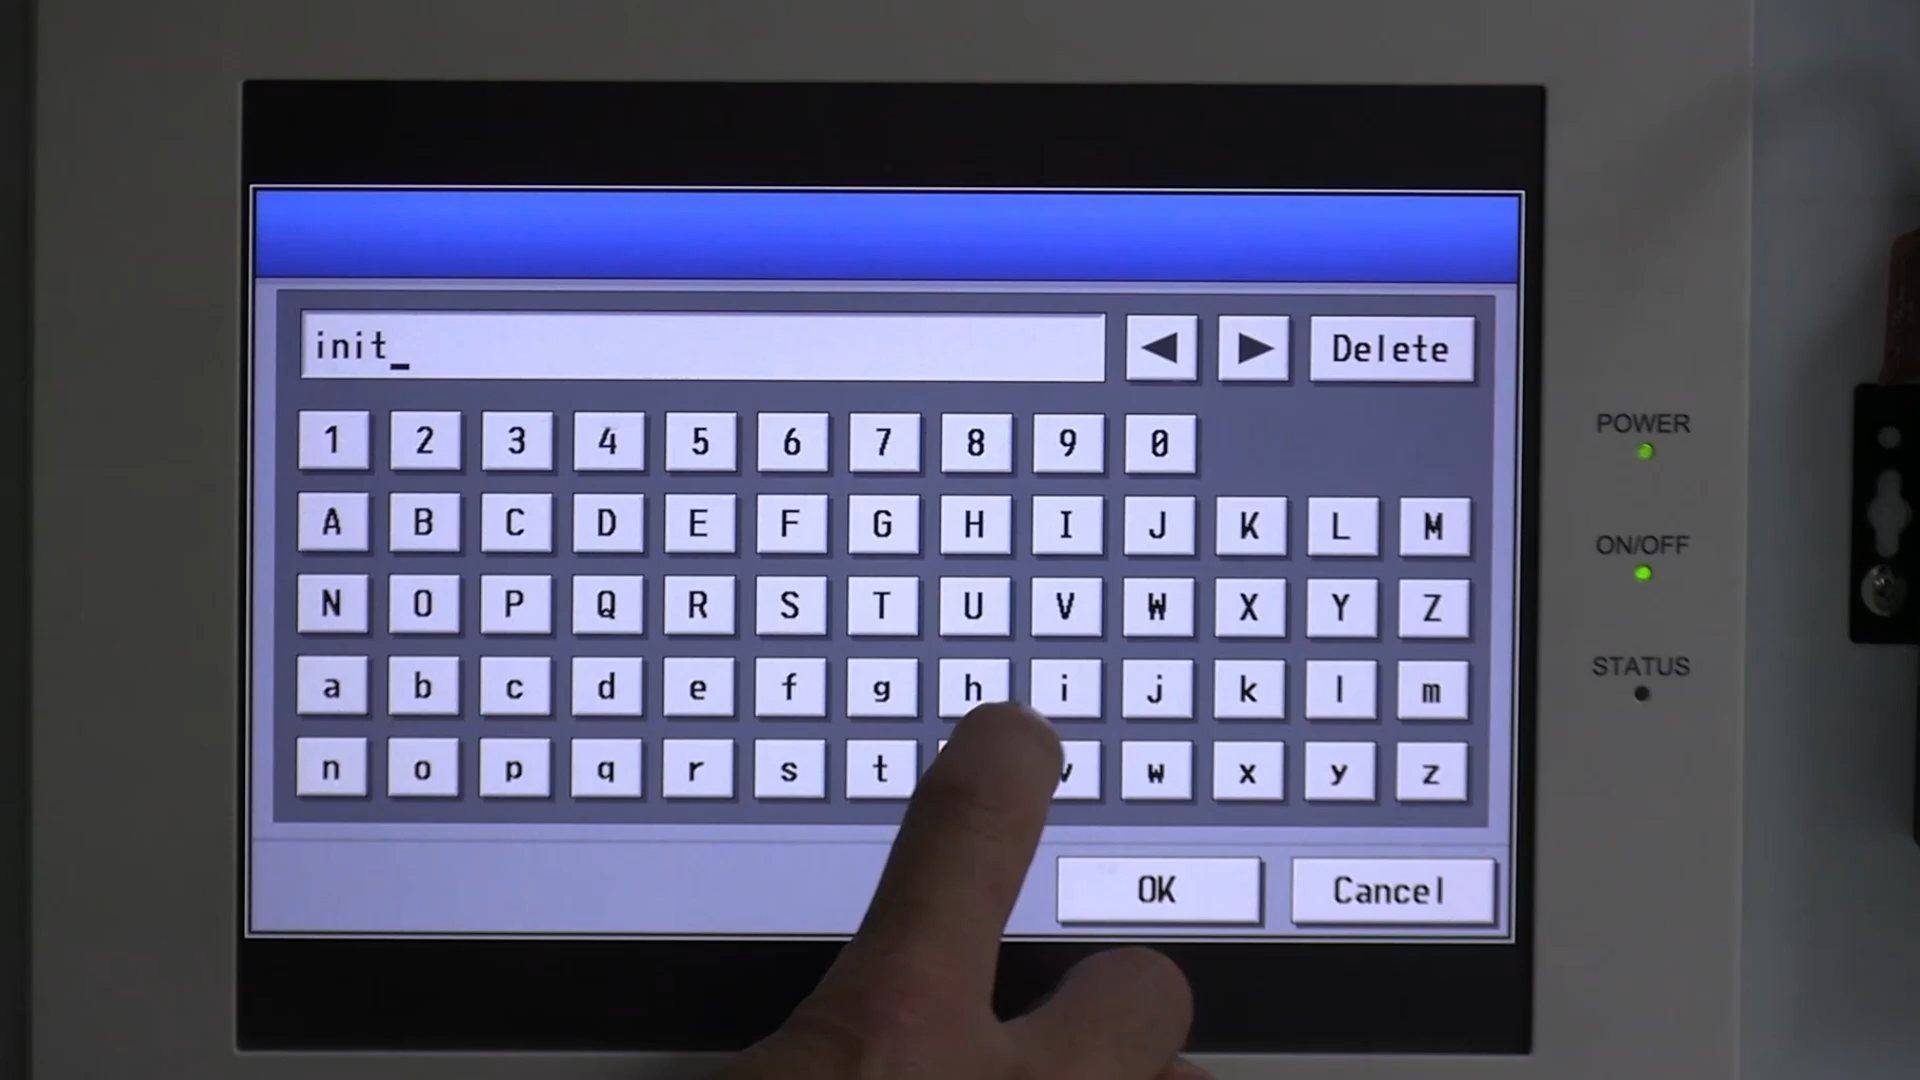 init_
◀ ▶ Delete
1 2 3 4 5 6 7 8 9 0
A B C D E F G H I J K L M
N O P Q R S T U V W X Y Z
a b c d e f g h i j k l m
n o p q r s t v w x y z
OK Cancel
POWER
ON/OFF
STATUS